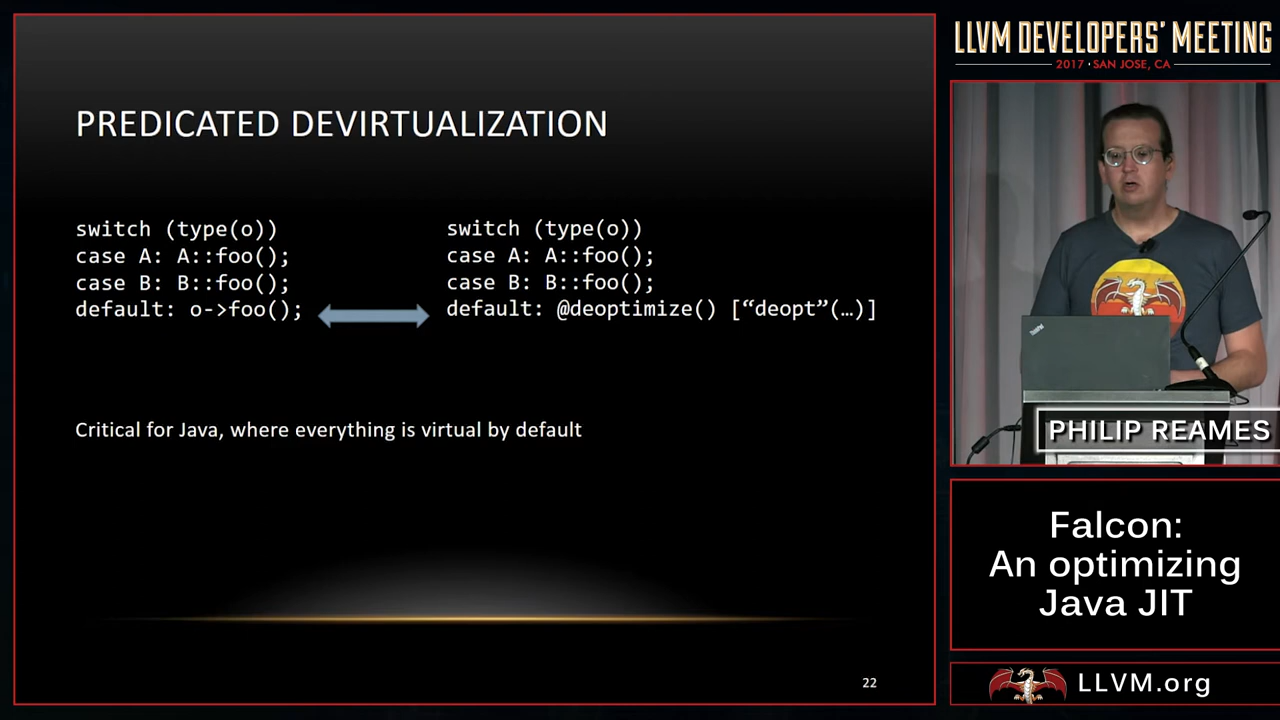 PREDICATED DEVIRTUALIZATION
switch (type(o))
case A: A::foo();
case B: B::foo();
default: o->foo();
switch (type(o))
case A: A::foo();
case B: B::foo();
default: @deoptimize() [“deopt”(…)]
Critical for Java, where everything is virtual by default
22
LLVM DEVELOPERS’ MEETING
2017 • SAN JOSE, CA
ThinkPad
PHILIP REAMES
Falcon:
An optimizing
Java JIT
LLVM.org